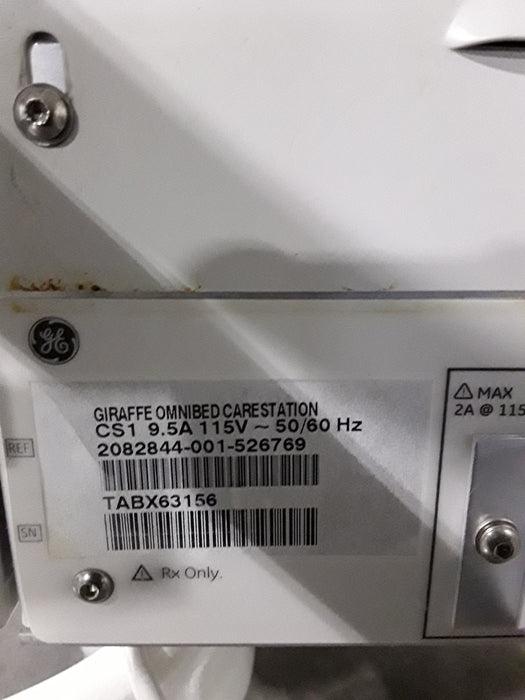 GE
GIRAFFE OMNIBED CARESTATION
CS1 9.5A 115V ~ 50/60 Hz
REF 2082844-001-526769
SN TABX63156
⚠ Rx Only.
⚠ MAX
2A @ 115